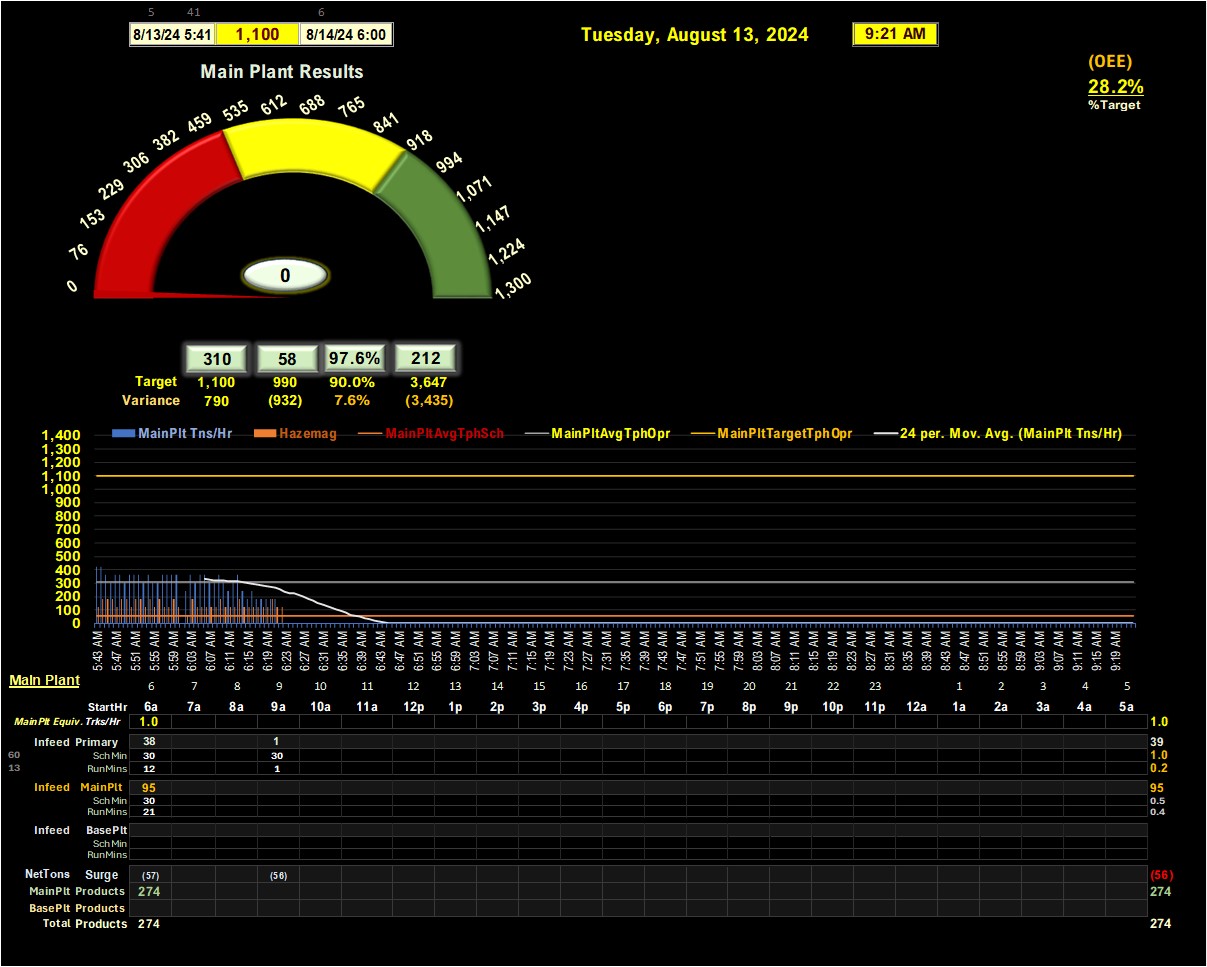 5 41 6
8/13/24 5:41 1,100 8/14/24 6:00
Tuesday, August 13, 2024 9:21 AM
(OEE)
28.2%
%Target
Main Plant Results
0 76 153 229 306 382 459 535 612 688 765 841 918 994 1,071 1,147 1,224 1,300
0
310 58 97.6% 212
Target 1,100 990 90.0% 3,647
Variance 790 (932) 7.6% (3,435)
MainPlt Tns/Hr Hazemag MainPltAvgTphSch MainPltAvgTphOpr MainPltTargetTphOpr 24 per. Mov. Avg. (MainPlt Tns/Hr)
1,400
1,300
1,200
1,100
1,000
900
800
700
600
500
400
300
200
100
0
5:43 AM 5:47 AM 5:51 AM 5:55 AM 5:59 AM 6:03 AM 6:07 AM 6:11 AM 6:15 AM 6:19 AM 6:23 AM 6:27 AM 6:31 AM 6:35 AM 6:39 AM 6:43 AM 6:47 AM 6:51 AM 6:55 AM 6:59 AM 7:03 AM 7:07 AM 7:11 AM 7:15 AM 7:19 AM 7:23 AM 7:27 AM 7:31 AM 7:35 AM 7:39 AM 7:43 AM 7:47 AM 7:51 AM 7:55 AM 7:59 AM 8:03 AM 8:07 AM 8:11 AM 8:15 AM 8:19 AM 8:23 AM 8:27 AM 8:31 AM 8:35 AM 8:39 AM 8:43 AM 8:47 AM 8:51 AM 8:55 AM 8:59 AM 9:03 AM 9:07 AM 9:11 AM 9:15 AM 9:19 AM
Main Plant
6 7 8 9 10 11 12 13 14 15 16 17 18 19 20 21 22 23 1 2 3 4 5
StartHr 6a 7a 8a 9a 10a 11a 12p 1p 2p 3p 4p 5p 6p 7p 8p 9p 10p 11p 12a 1a 2a 3a 4a 5a
MainPlt Equiv. Trks/Hr 1.0 1.0
Infeed Primary 38 1 39
60 Sch Min 30 30 1.0
13 RunMins 12 1 0.2
Infeed MainPlt 95 95
Sch Min 30 0.5
RunMins 21 0.4
Infeed BasePlt
Sch Min
RunMins
NetTons Surge (57) (56) (56)
MainPlt Products 274 274
BasePlt Products
Total Products 274 274